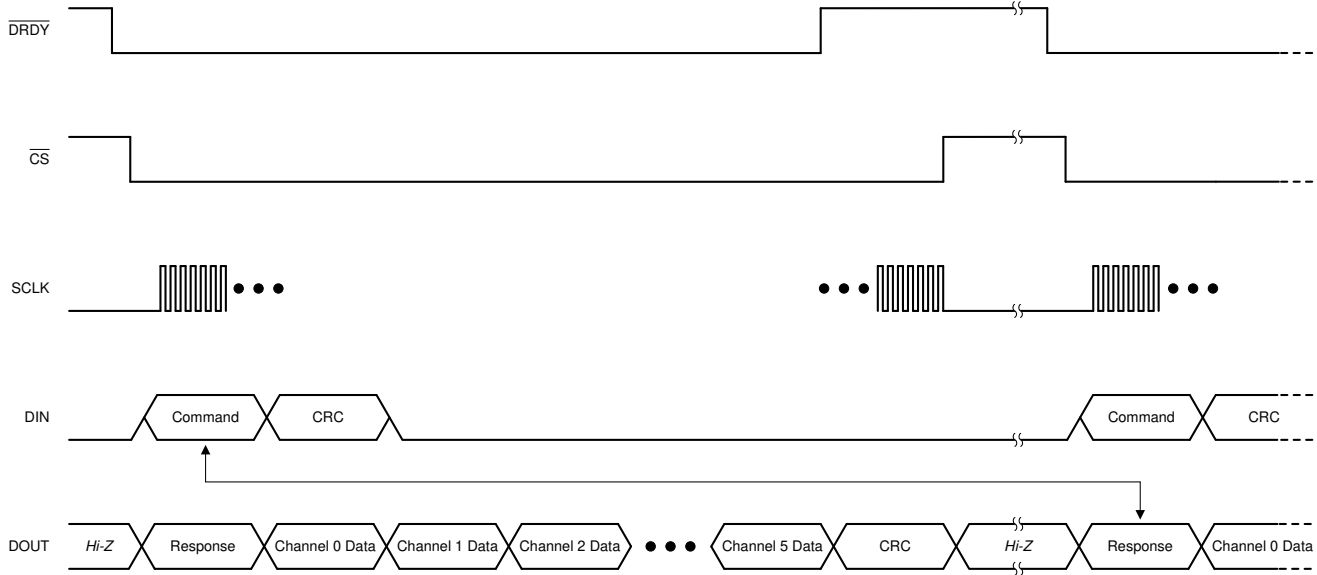 DRDY
CS
SCLK
DIN
Command
CRC
Command
CRC
DOUT
Hi-Z
Response
Channel 0 Data
Channel 1 Data
Channel 2 Data
Channel 5 Data
CRC
Hi-Z
Response
Channel 0 Data